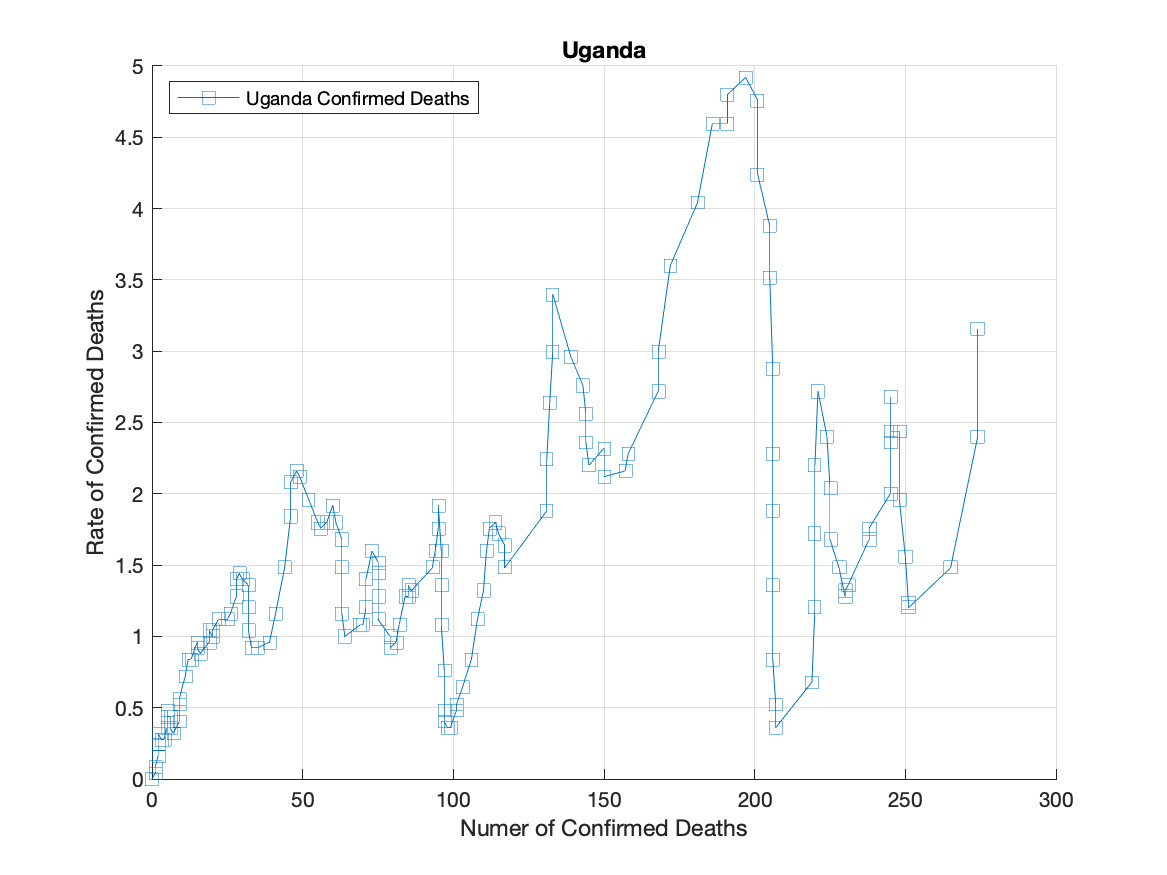 Uganda
Uganda Confirmed Deaths
5
4.5
4
3.5
3
2.5
2
1.5
1
0.5
0
Rate of Confirmed Deaths
0 50 100 150 200 250 300
Numer of Confirmed Deaths